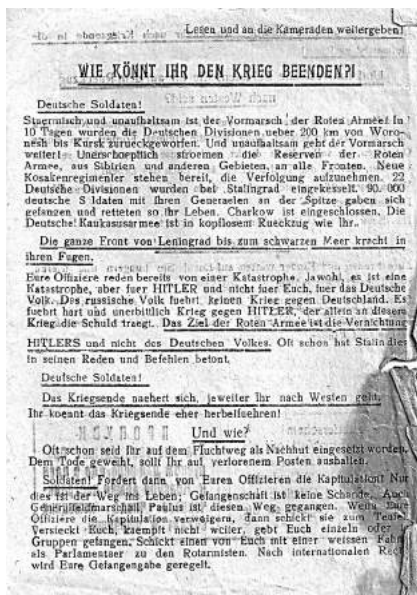 Lesen und an die Kameraden weitergeben!
WIE KÖNNT IHR DEN KRIEG BEENDEN?!
Deutsche Soldaten!
Stuermisch und unaufhaltsam ist der Vormarsch der Roten Armee! In
10 Tagen wurden die Deutschen Divisionen ueber 200 km von Woro-
nesh bis Kursk zurueckgeworfen. Und unaufhaltsam geht der Vormarsch
weiter! Unerschoepflich stroemen die Reserven der Roten
Armee, aus Sibirien und anderen Gebieten, an alle Fronten. Neue
Kosakenregimenter stehen bereit, die Verfolgung aufzunehmen. 22
Deutsche Divisionen wurden bei Stalingrad eingekesselt. 90.000
deutsche S ldaten mit Ihren Generaelen an der Spitze gaben sich
gefangen und retteten so Ihr Leben. Charkow ist eingeschlossen. Die
Deutsche Kaukasusarmee ist in kopflosem Rueckzug wie Ihr.
Die ganze Front von Leningrad bis zum schwarzen Meer kracht in
ihren Fugen.
Eure Offiziere reden bereits von einer Katastrophe. Jawohl, es ist eine
Katastrophe, aber fuer HITLER und nicht fuer Euch, fuer das Deutsche
Volk. Das russische Volk fuehrt keinen Krieg gegen Deutschland. Es
fuehrt hart und unerbitlich Krieg gegen HITLER, der allein an diesem
Krieg die Schuld traegt. Das Ziel der Roten Armee ist die Vernichtung
HITLERS und nicht des Deutschen Volkes. Oft schon hat Stalin dies
in seinen Reden und Befehlen betont.
Deutsche Soldaten!
Das Kriegsende naehert sich, jeweiter Ihr nach Westen geht.
Ihr koennt das Kriegsende eher herbeifuehren!
Und wie?
Oft schon seid Ihr auf dem Fluchtweg als Nachhut eingesetzt worden.
Dem Tode geweiht, sollt Ihr auf verlorenem Posten aushalten.
Soldaten! Fordert dann von Euren Offizieren die Kapitulation! Nur
dies ist der Weg ins Leben; Gefangenschaft ist keine Schande. Auch
Generalfeldmarschall Paulus ist diesen Weg gegangen. Wenn Eure
Offiziere die Kapitulation verweigern, dann schickt sie zum Teufel
Versteckt Euch, kaempft nicht weiter, gebt Euch einzeln oder
Gruppen gefangen. Schickt einen von Euch mit einer weissen
als Parlamentaer zu den Rotarmisten. Nach internationalen
wird Eure Gefangengabe geregelt.